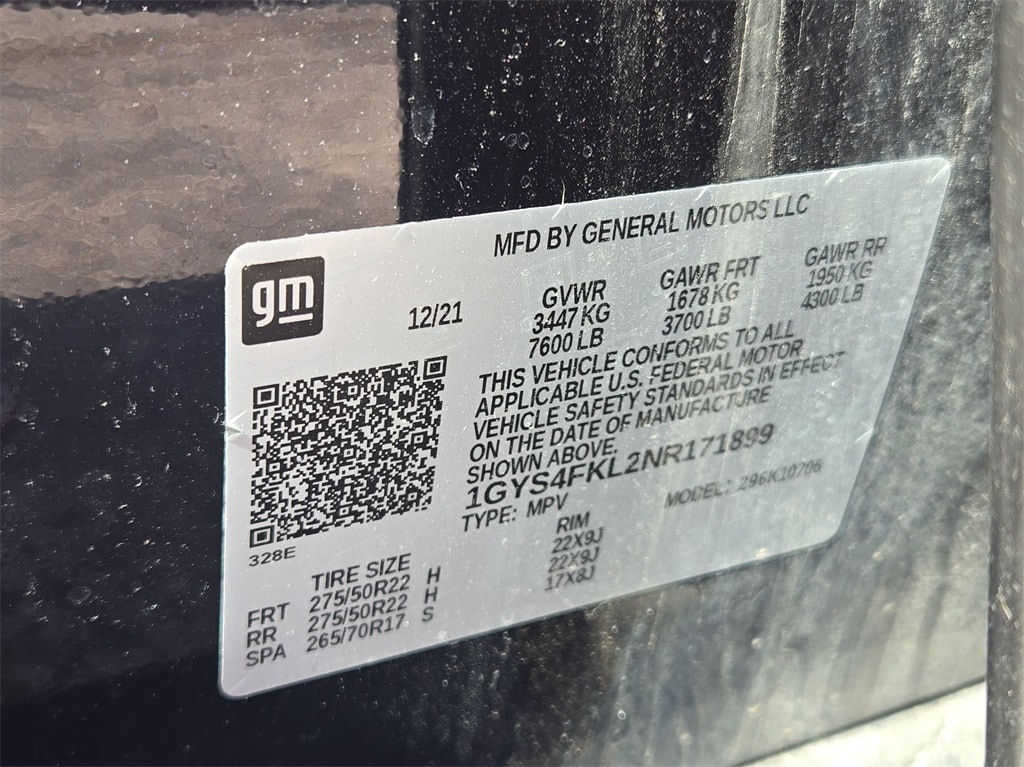 MFD BY GENERAL MOTORS LLC
gm
12/21
GVWR GAWR FRT GAWR RR
3447 KG 1678 KG 1950 KG
7600 LB 3700 LB 4300 LB
THIS VEHICLE CONFORMS TO ALL
APPLICABLE U.S. FEDERAL MOTOR
VEHICLE SAFETY STANDARDS IN EFFECT
ON THE DATE OF MANUFACTURE
SHOWN ABOVE.
1GYS4FKL2NR171899
TYPE: MPV MODEL: Z96K10706
328E
TIRE SIZE RIM
FRT 275/50R22 H 22X9J
RR 275/50R22 H 22X9J
SPA 265/70R17 S 17X8J